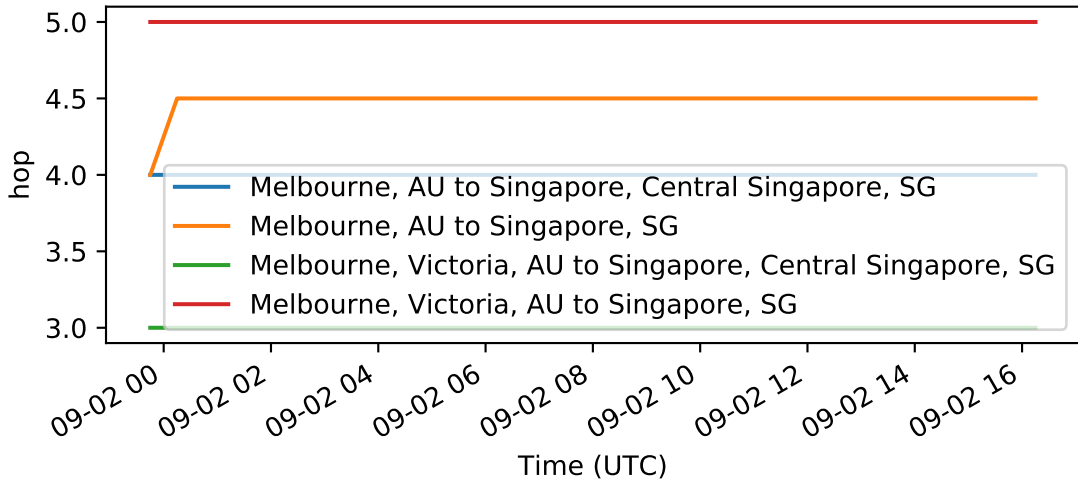 5.0
4.5
4.0
3.5
3.0
hop
Melbourne, AU to Singapore, Central Singapore, SG
Melbourne, AU to Singapore, SG
Melbourne, Victoria, AU to Singapore, Central Singapore, SG
Melbourne, Victoria, AU to Singapore, SG
09-02 00
09-02 02
09-02 04
09-02 06
09-02 08
09-02 10
09-02 12
09-02 14
09-02 16
Time (UTC)